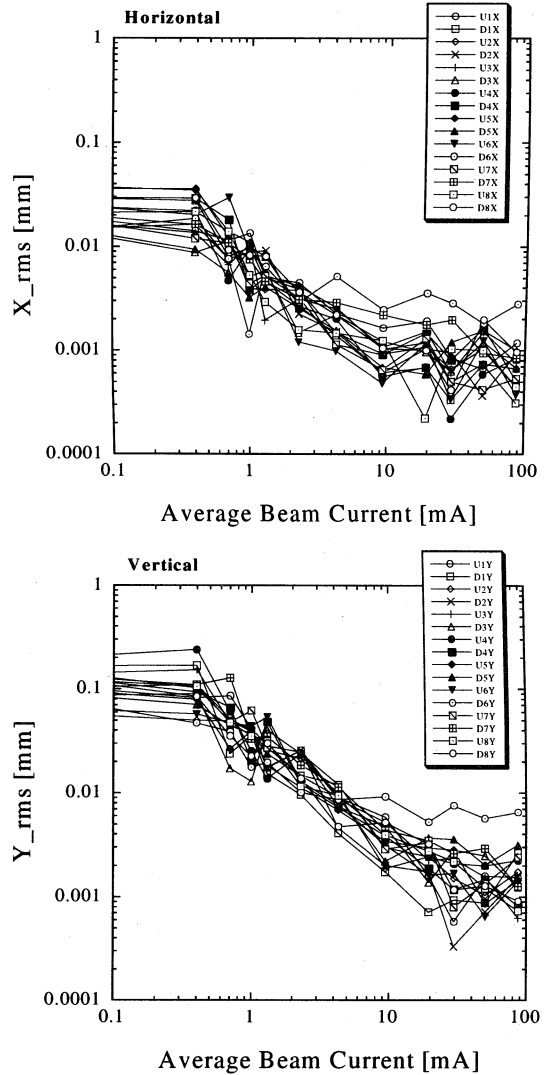 Horizontal
U1X
D1X
U2X
D2X
U3X
D3X
U4X
D4X
U5X
D5X
U6X
D6X
U7X
D7X
U8X
D8X
1
0.1
0.01
0.001
0.0001
X_rms [mm]
0.1 1 10 100
Average Beam Current [mA]
Vertical
U1Y
D1Y
U2Y
D2Y
U3Y
D3Y
U4Y
D4Y
U5Y
D5Y
U6Y
D6Y
U7Y
D7Y
U8Y
D8Y
1
0.1
0.01
0.001
0.0001
Y_rms [mm]
0.1 1 10 100
Average Beam Current [mA]